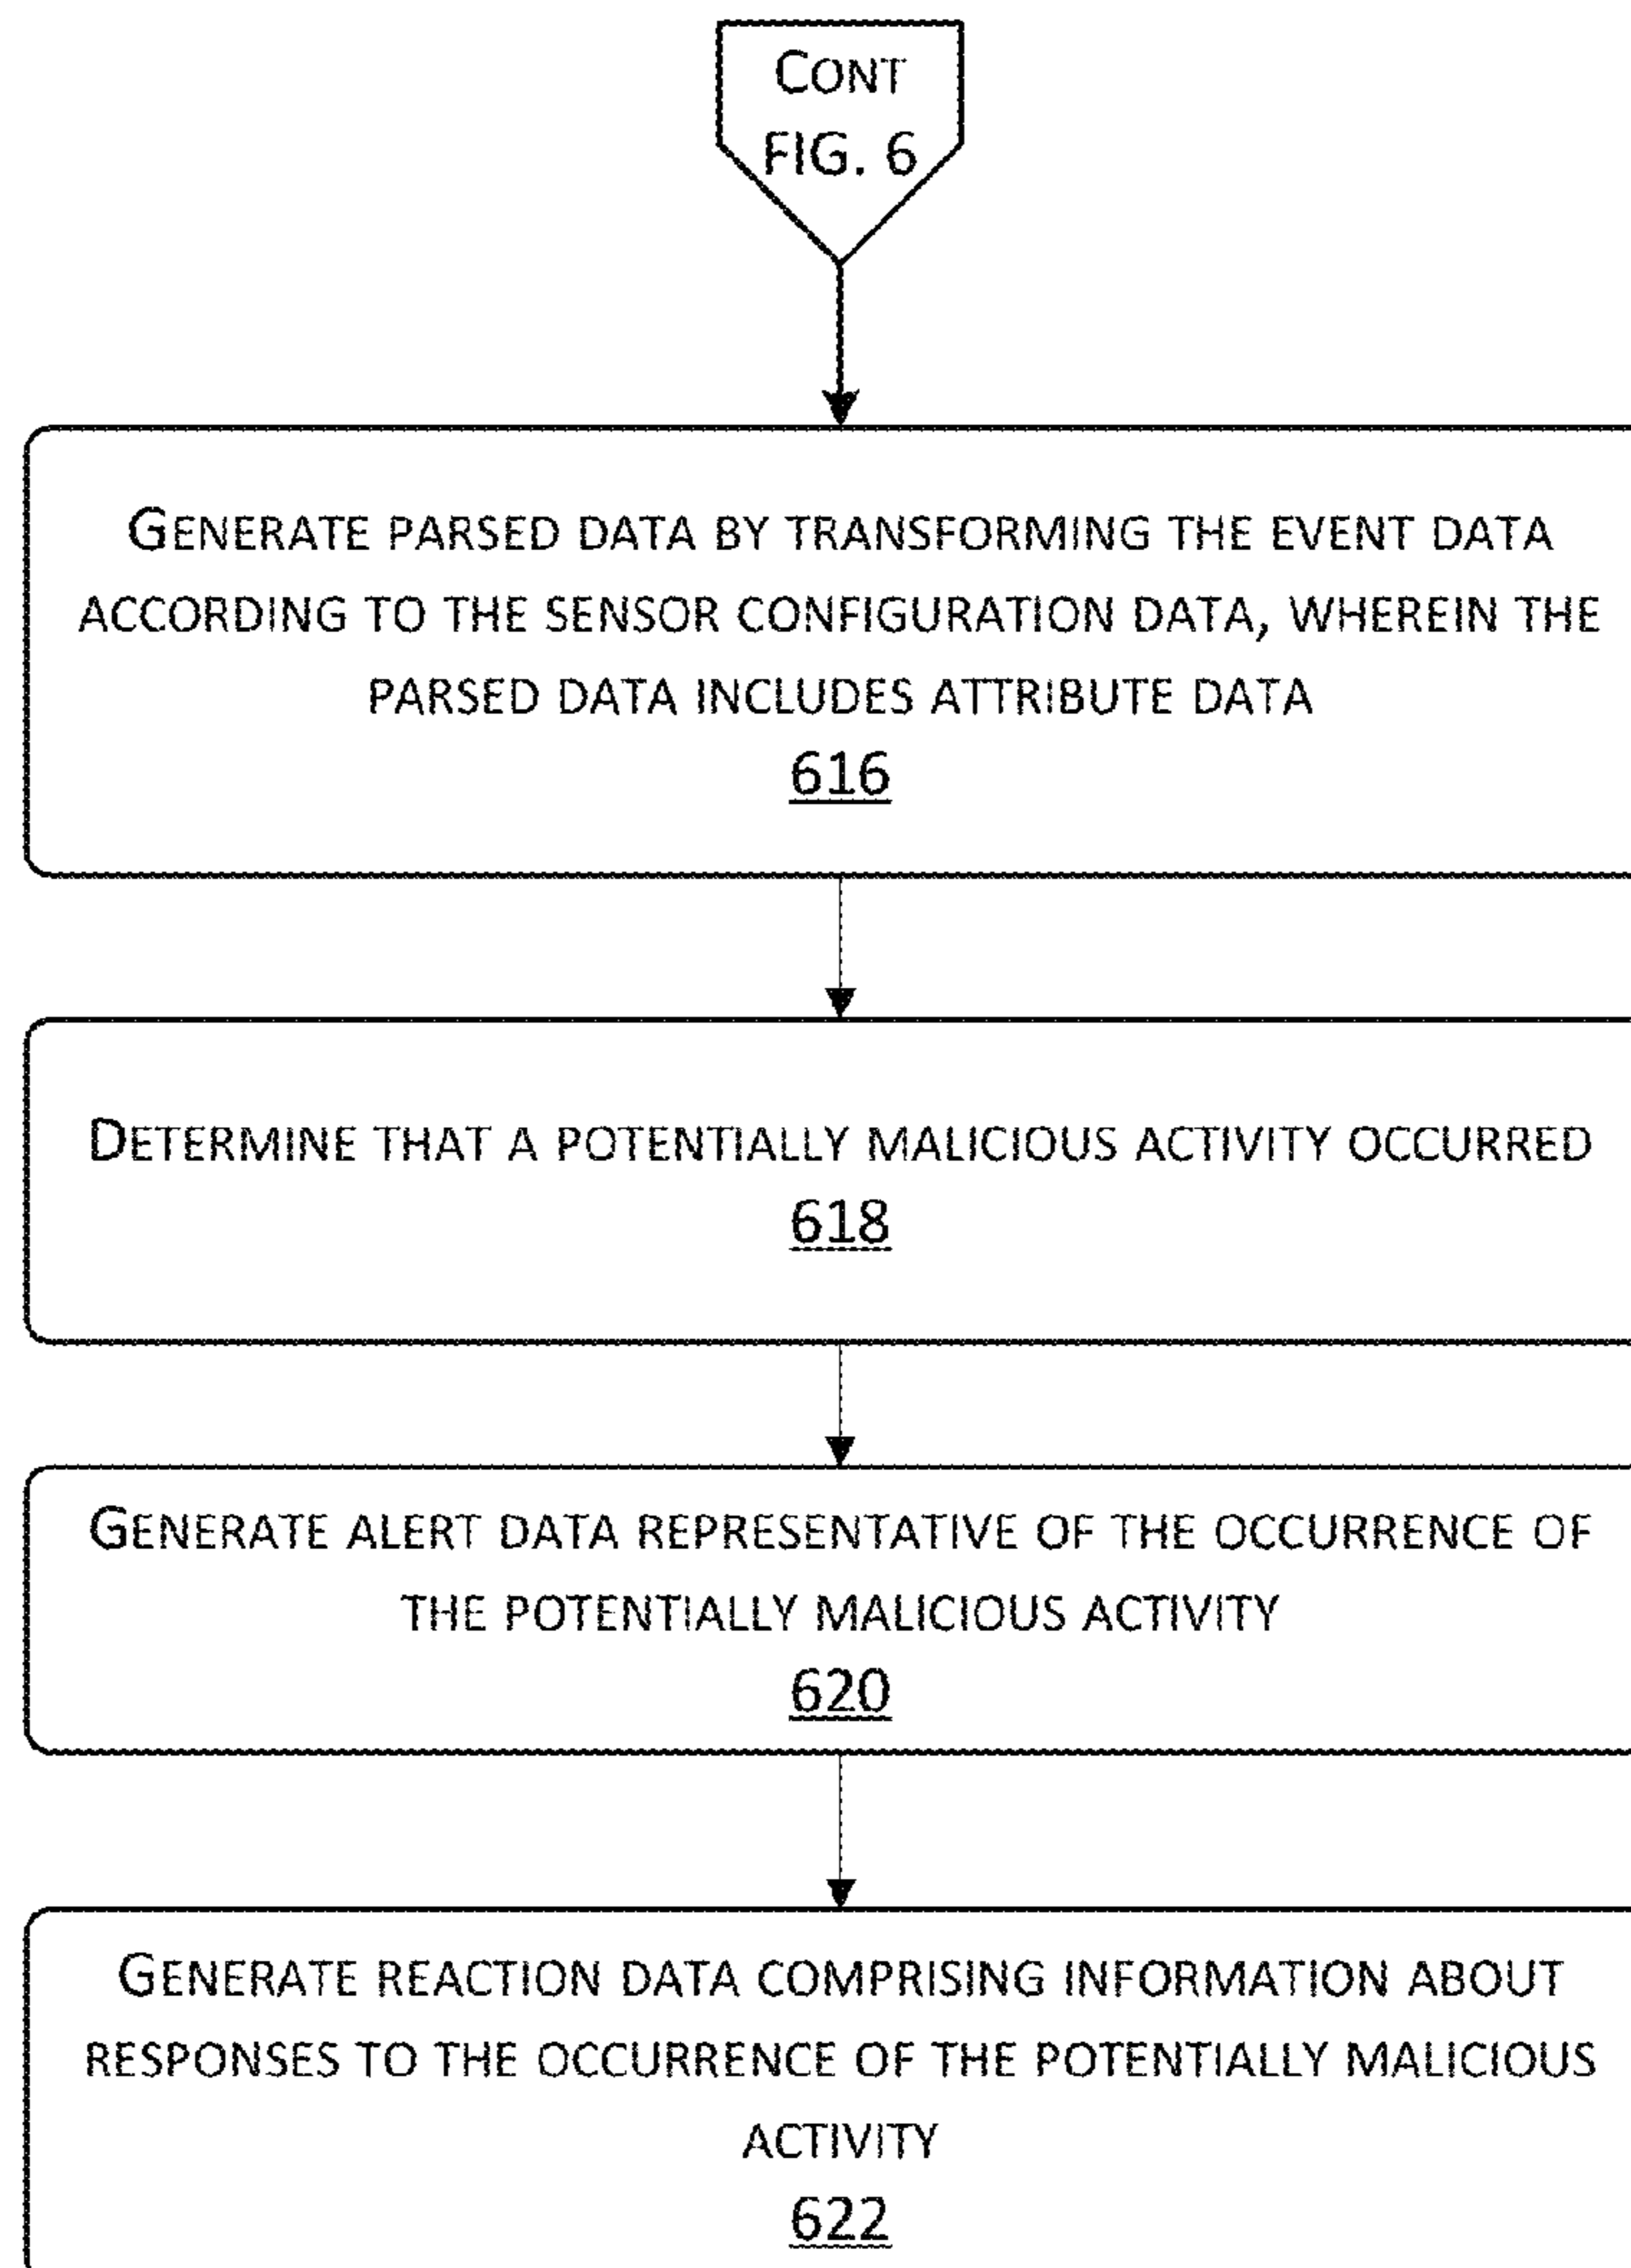 CONT
FIG. 6
GENERATE PARSED DATA BY TRANSFORMING THE EVENT DATA
ACCORDING TO THE SENSOR CONFIGURATION DATA, WHEREIN THE
PARSED DATA INCLUDES ATTRIBUTE DATA
616
DETERMINE THAT A POTENTIALLY MALICIOUS ACTIVITY OCCURRED
618
GENERATE ALERT DATA REPRESENTATIVE OF THE OCCURRENCE OF
THE POTENTIALLY MALICIOUS ACTIVITY
620
GENERATE REACTION DATA COMPRISING INFORMATION ABOUT
RESPONSES TO THE OCCURRENCE OF THE POTENTIALLY MALICIOUS
ACTIVITY
622